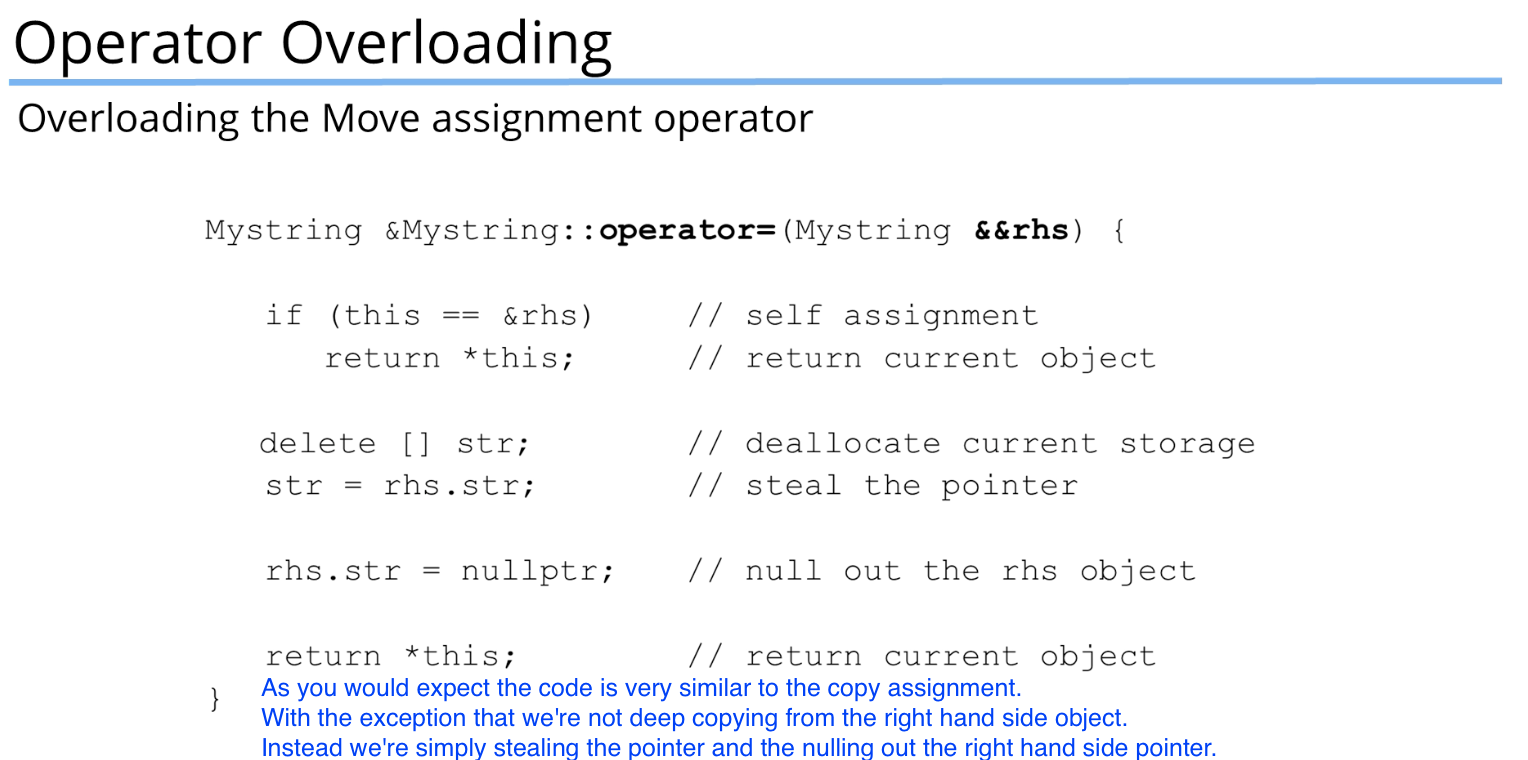 Operator Overloading
Overloading the Move assignment operator
Mystring &Mystring::operator=(Mystring &&rhs) {
if (this == &rhs) // self assignment
return *this; // return current object
delete [] str; // deallocate current storage
str = rhs.str; // steal the pointer
rhs.str = nullptr; // null out the rhs object
return *this; // return current object
}
As you would expect the code is very similar to the copy assignment.
With the exception that we're not deep copying from the right hand side object.
Instead we're simply stealing the pointer and the nulling out the right hand side pointer.